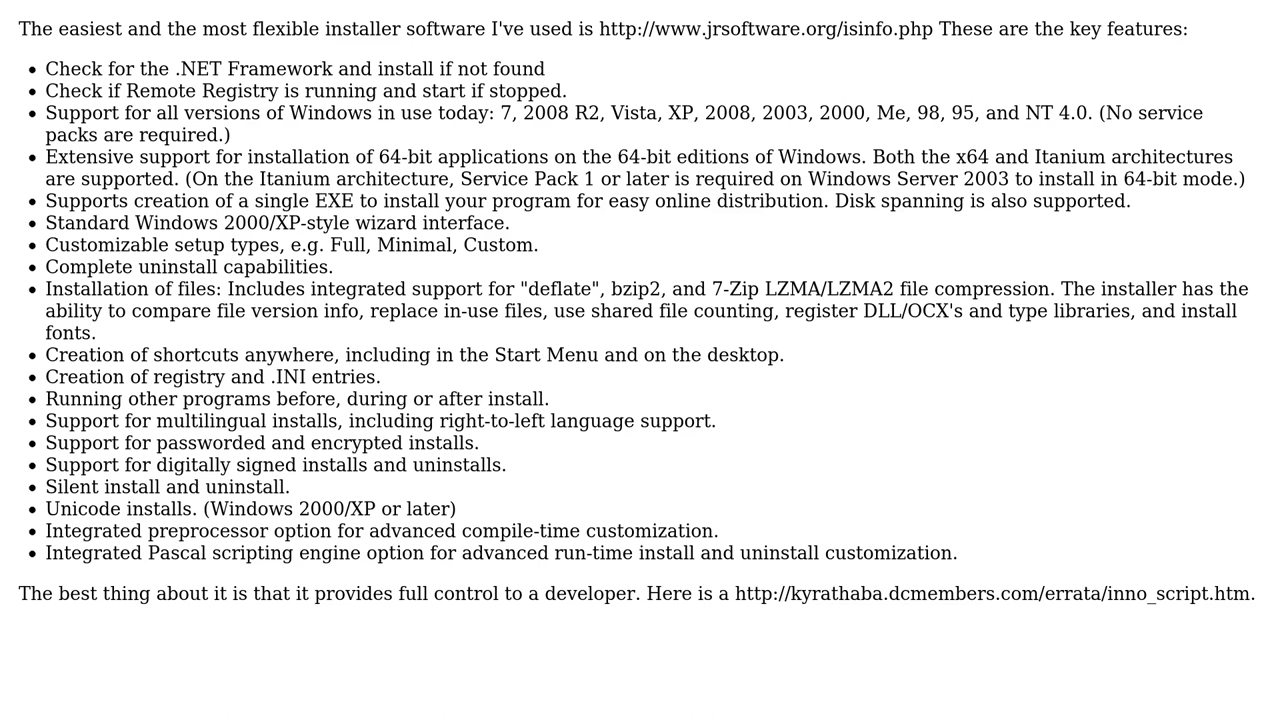 The easiest and the most flexible installer software I've used is http://www.jrsoftware.org/isinfo.php These are the key features:
• Check for the .NET Framework and install if not found
• Check if Remote Registry is running and start if stopped.
• Support for all versions of Windows in use today: 7, 2008 R2, Vista, XP, 2008, 2003, 2000, Me, 98, 95, and NT 4.0. (No service
packs are required.)
• Extensive support for installation of 64-bit applications on the 64-bit editions of Windows. Both the x64 and Itanium architectures
are supported. (On the Itanium architecture, Service Pack 1 or later is required on Windows Server 2003 to install in 64-bit mode.)
• Supports creation of a single EXE to install your program for easy online distribution. Disk spanning is also supported.
• Standard Windows 2000/XP-style wizard interface.
• Customizable setup types, e.g. Full, Minimal, Custom.
• Complete uninstall capabilities.
• Installation of files: Includes integrated support for "deflate", bzip2, and 7-Zip LZMA/LZMA2 file compression. The installer has the
ability to compare file version info, replace in-use files, use shared file counting, register DLL/OCX's and type libraries, and install
fonts.
• Creation of shortcuts anywhere, including in the Start Menu and on the desktop.
• Creation of registry and .INI entries.
• Running other programs before, during or after install.
• Support for multilingual installs, including right-to-left language support.
• Support for passworded and encrypted installs.
• Support for digitally signed installs and uninstalls.
• Silent install and uninstall.
• Unicode installs. (Windows 2000/XP or later)
• Integrated preprocessor option for advanced compile-time customization.
• Integrated Pascal scripting engine option for advanced run-time install and uninstall customization.
The best thing about it is that it provides full control to a developer. Here is a http://kyrathaba.dcmembers.com/errata/inno_script.htm.